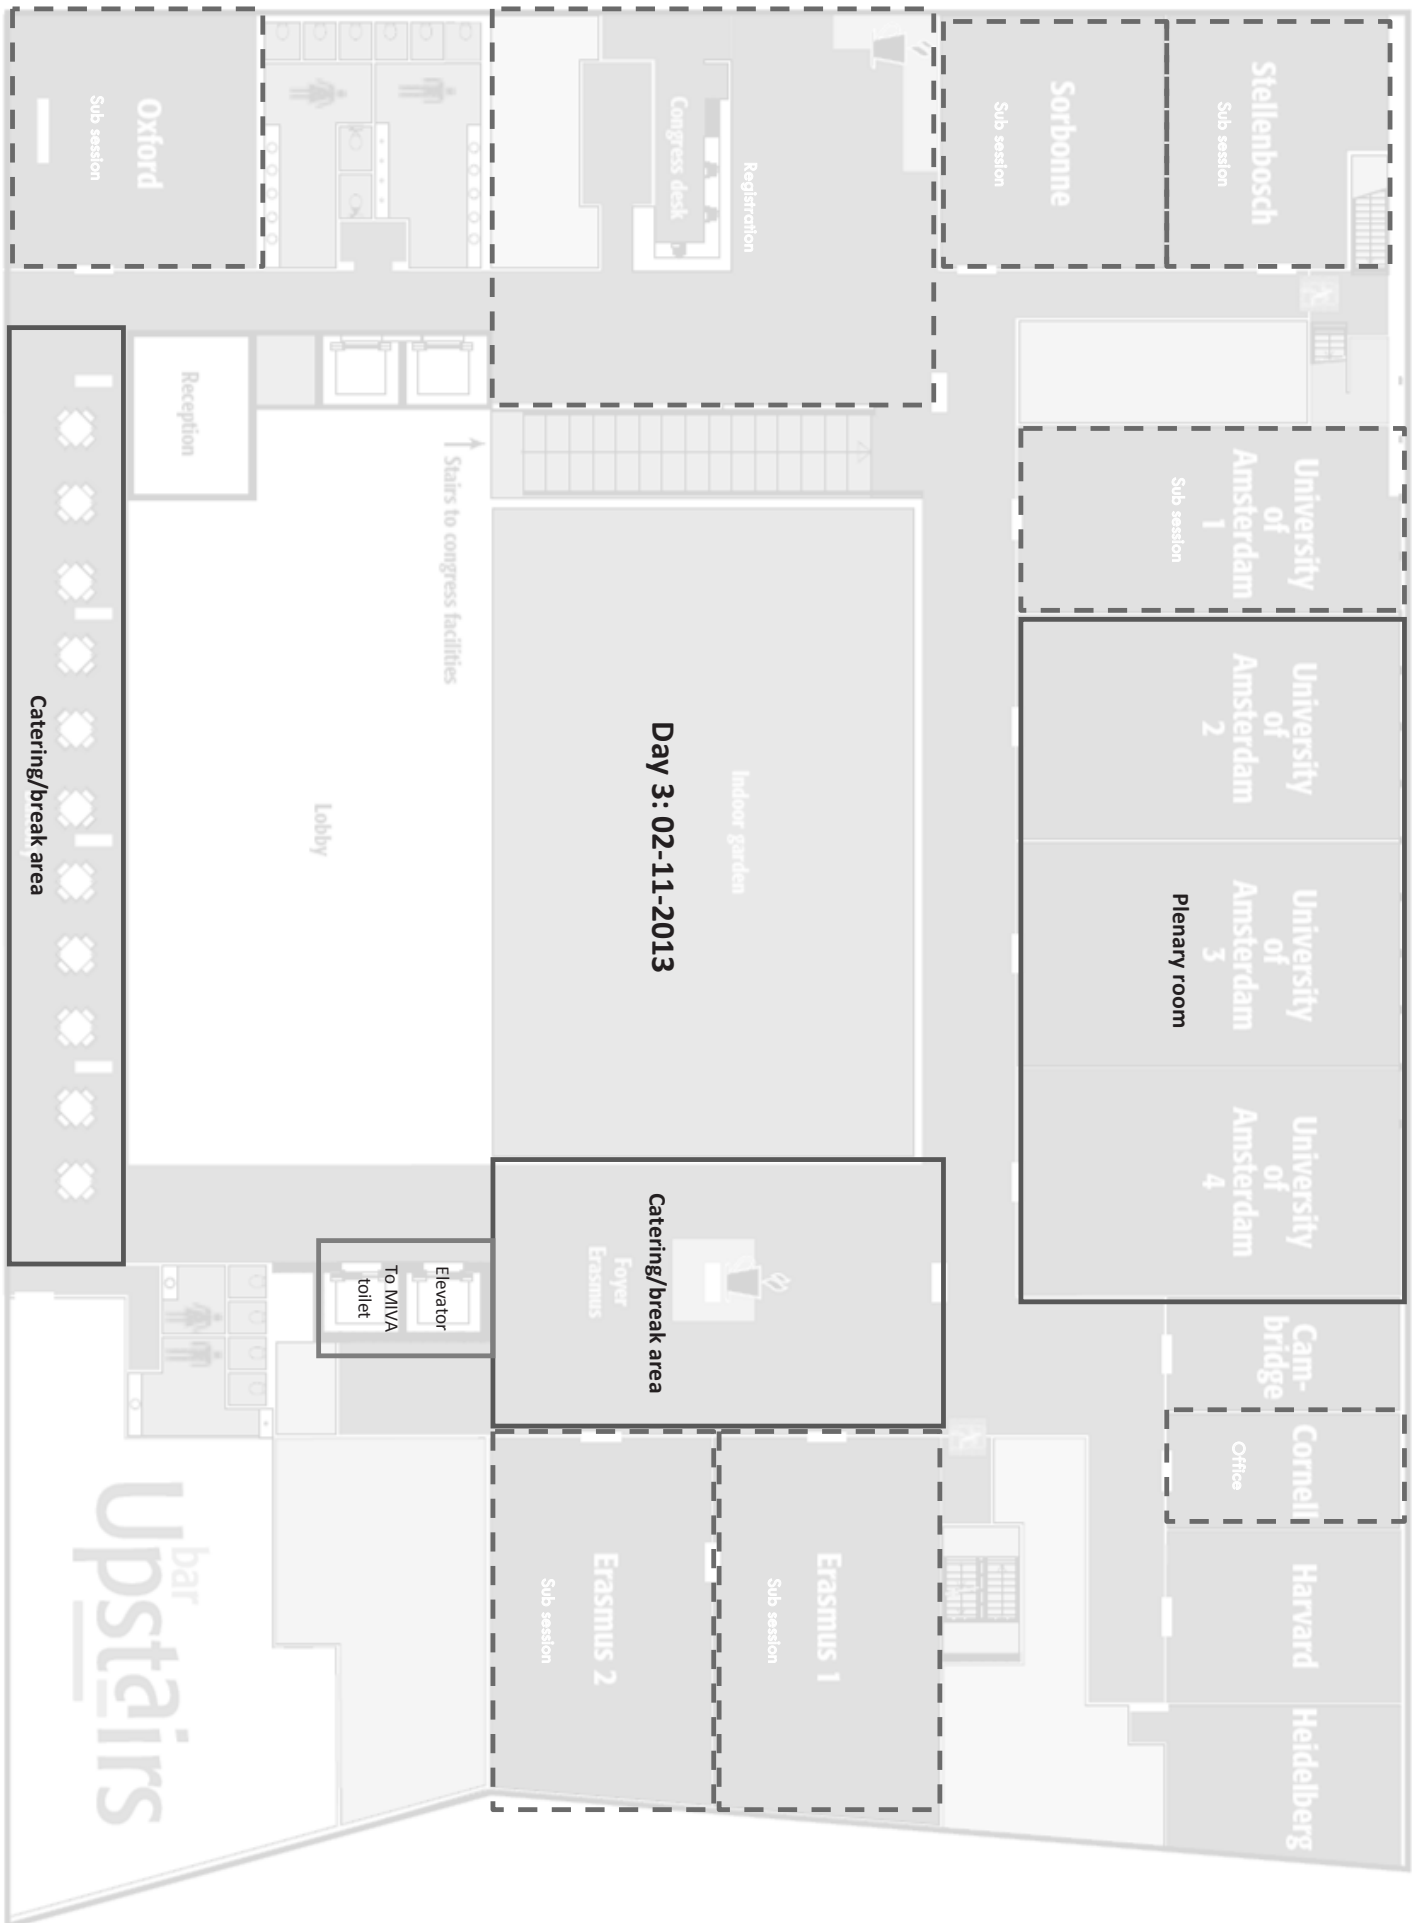 Stellenbosch
Sub session
Sorbonne
Sub session
University
of
Amsterdam
1
Sub session
University
of
Amsterdam
2
University
of
Amsterdam
3
University
of
Amsterdam
4
Plenary room
Cam-
bridge
Cornell
Office
Harvard
Heidelberg
Registration
Congress desk
Indoor garden
Day 3: 02-11-2013
Catering/break area
Foyer
Erasmus
Erasmus 1
Sub session
Erasmus 2
Sub session
Stairs to congress facilities
Lobby
Elevator
To MIVA
toilet
Oxford
Sub session
Reception
Catering/break area
bar
Upstairs